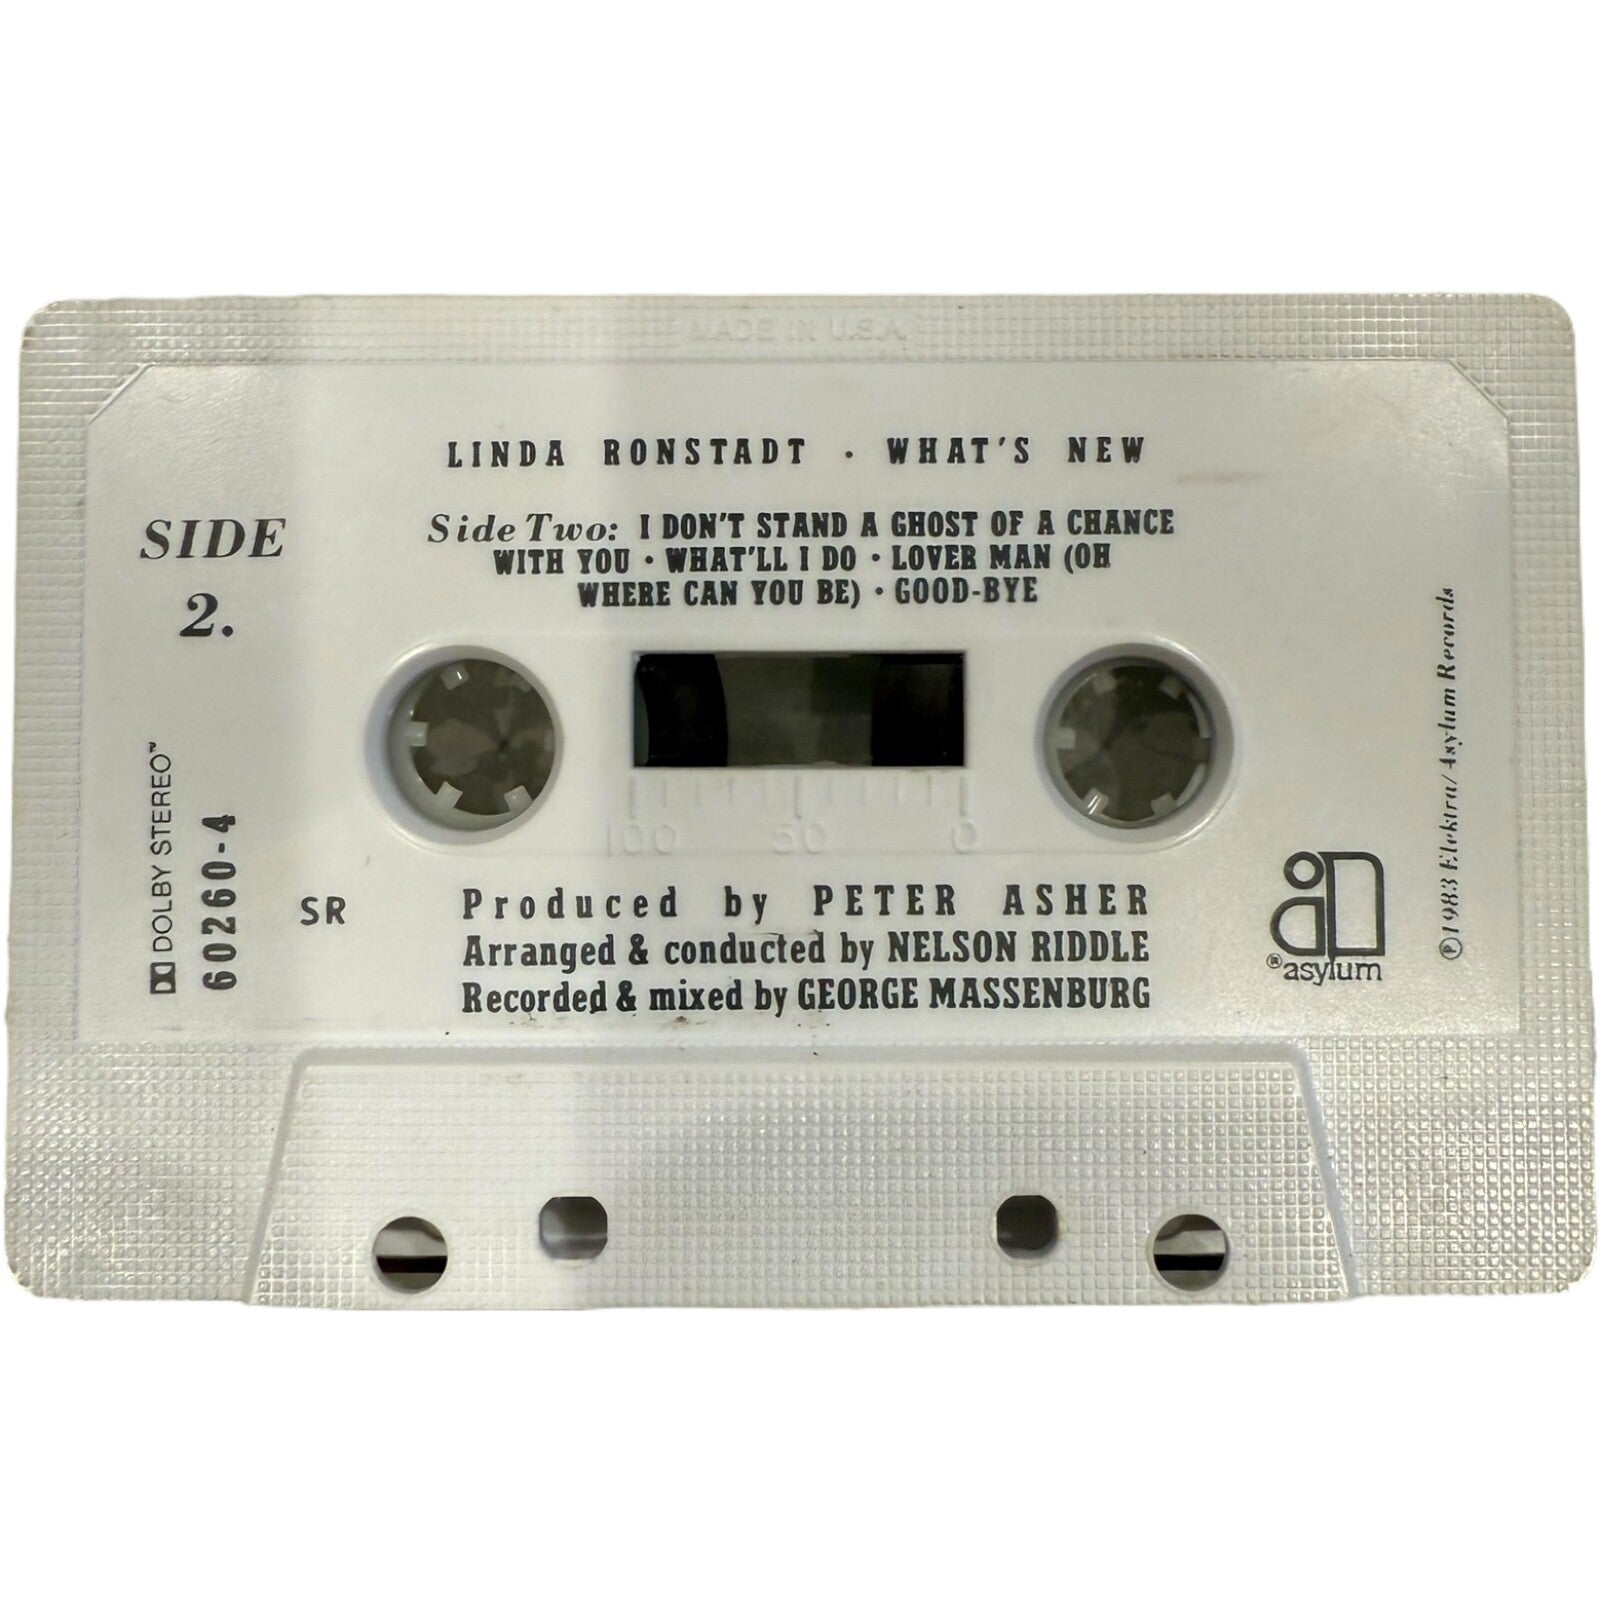 MADE IN U.S.A.
LINDA RONSTADT · WHAT'S NEW
SIDE
2.
Side Two: I DON'T STAND A GHOST OF A CHANCE
WITH YOU · WHAT'LL I DO · LOVER MAN (OH
WHERE CAN YOU BE) · GOOD-BYE
100 50 0
DOLBY STEREO™
60260-4
SR
Produced by PETER ASHER
Arranged & conducted by NELSON RIDDLE
Recorded & mixed by GEORGE MASSENBURG
® asylum
℗ 1983 Elektra/Asylum Records